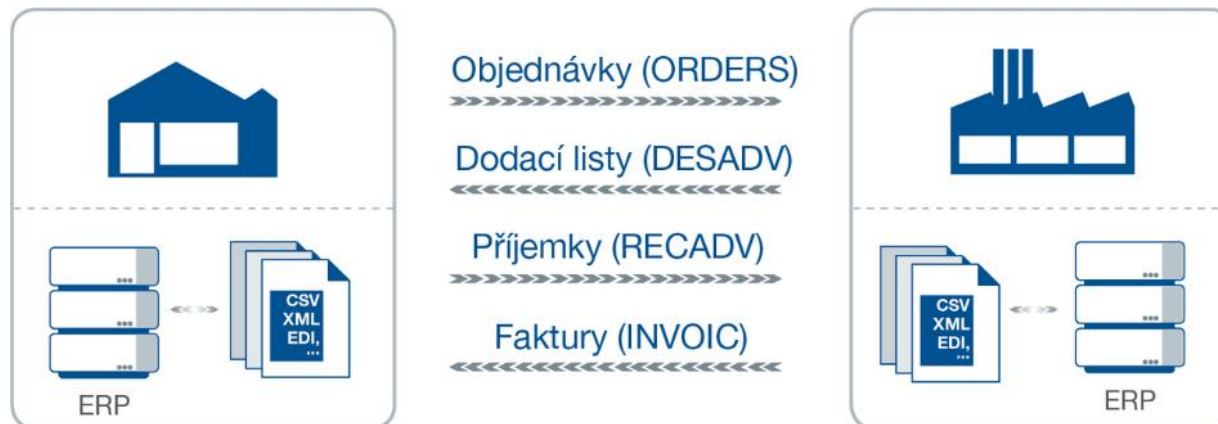 Objednávky (ORDERS)
Dodací listy (DESADV)
Příjemky (RECADV)
Faktury (INVOIC)
CSV
XML
EDI,
...
ERP
CSV
XML
EDI,
...
ERP